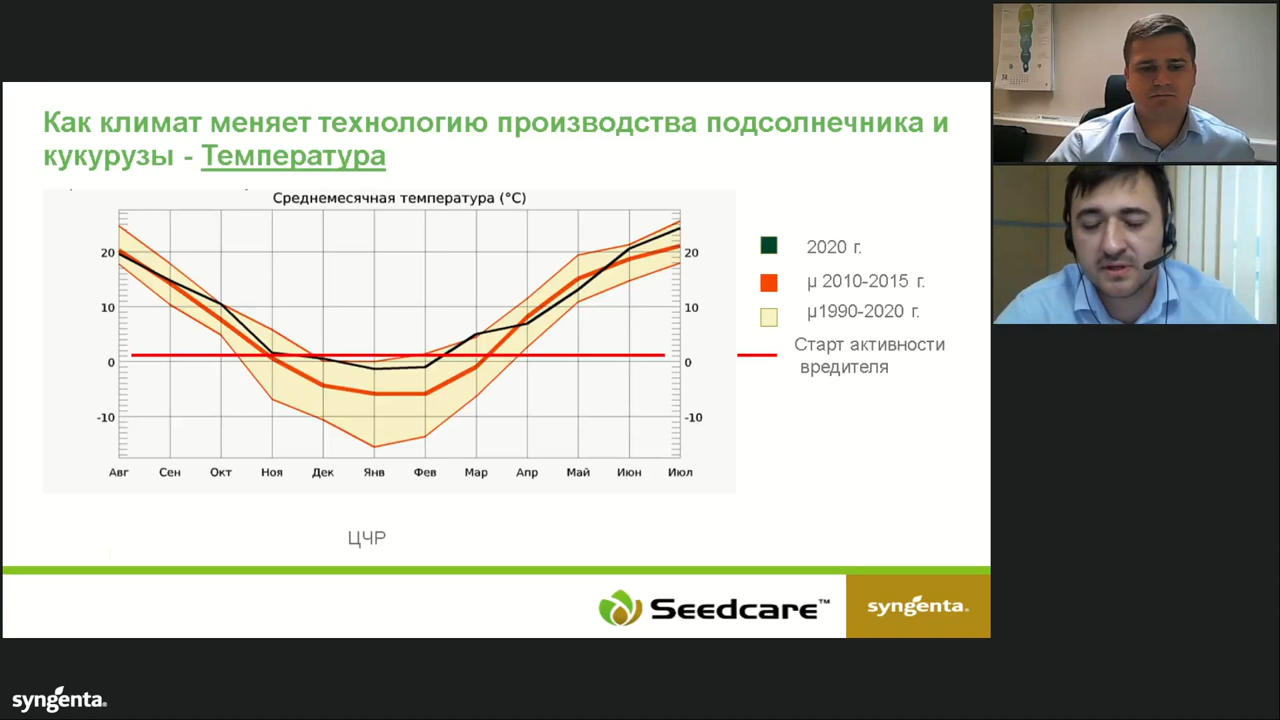 Как климат меняет технологию производства подсолнечника и
кукурузы - Температура
Среднемесячная температура (°C)
20
10
0
-10
20
10
0
-10
Авг Сен Окт Ноя Дек Янв Фев Мар Апр Май Июн Июл
2020 г.
µ 2010-2015 г.
µ1990-2020 г.
Старт активности
вредителя
ЦЧР
Seedcare™
syngenta.
syngenta.